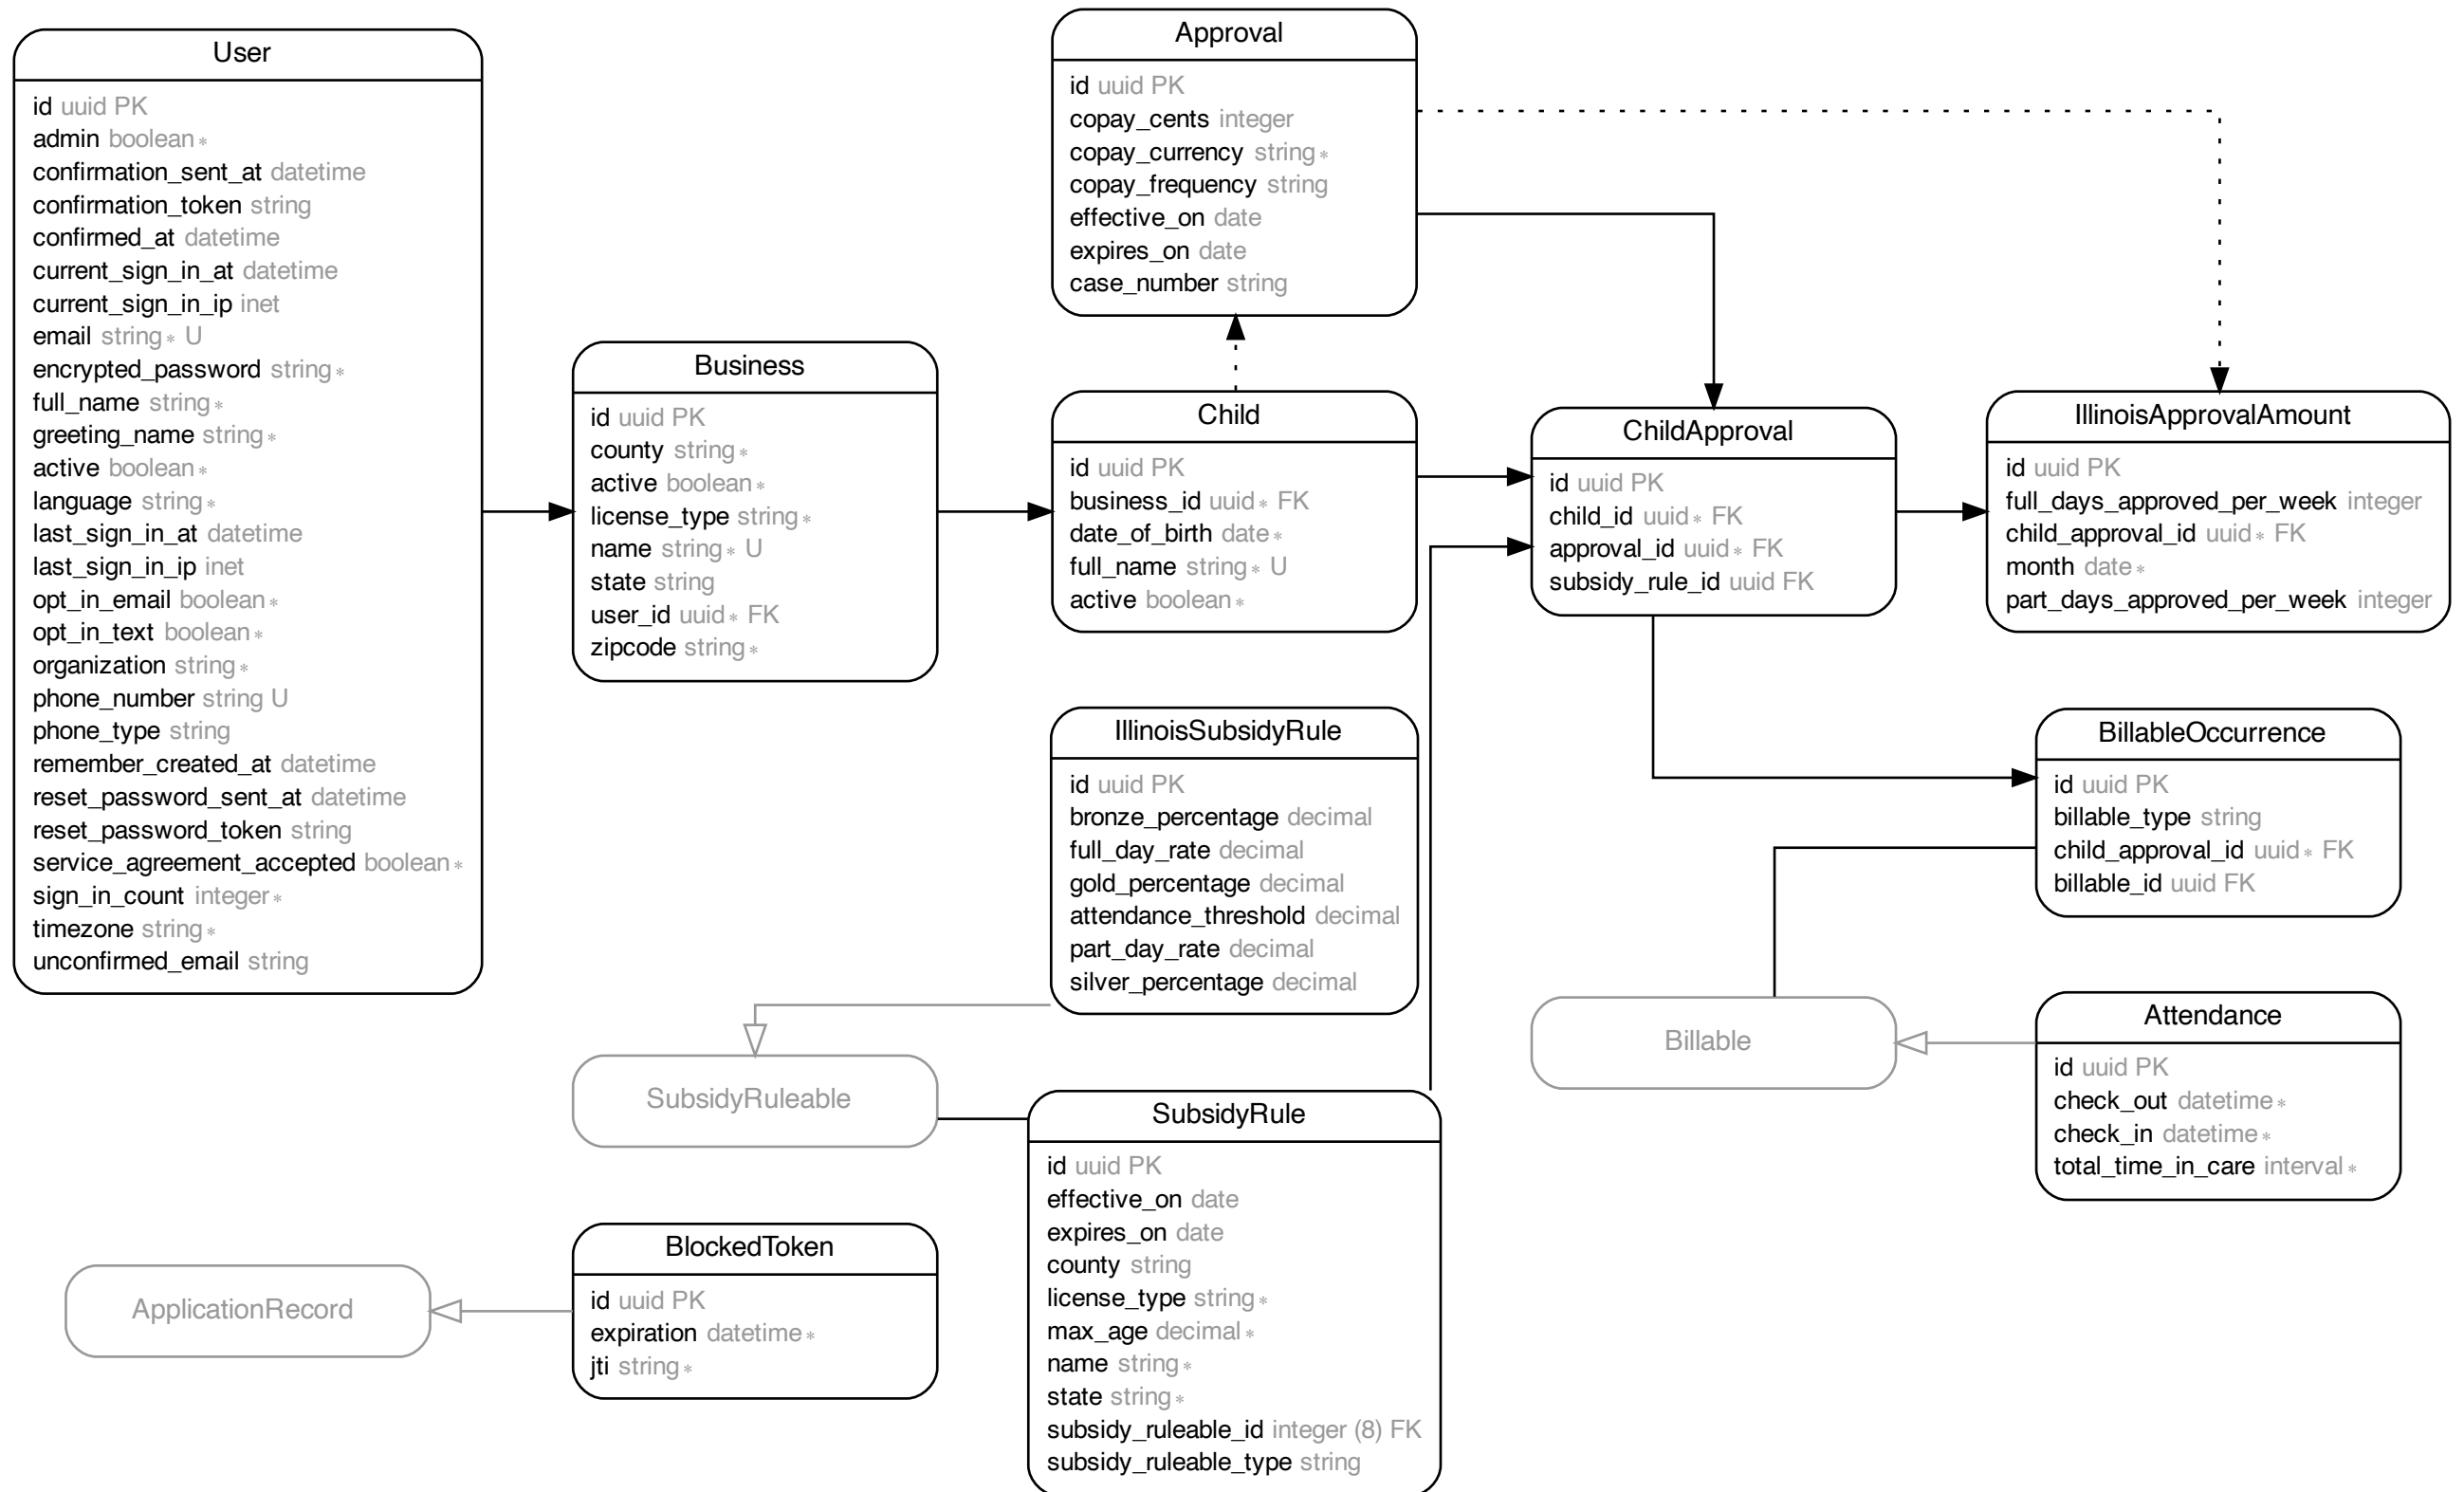 User
id uuid PK
admin boolean *
confirmation_sent_at datetime
confirmation_token string
confirmed_at datetime
current_sign_in_at datetime
current_sign_in_ip inet
email string * U
encrypted_password string *
full_name string *
greeting_name string *
active boolean *
language string *
last_sign_in_at datetime
last_sign_in_ip inet
opt_in_email boolean *
opt_in_text boolean *
organization string *
phone_number string U
phone_type string
remember_created_at datetime
reset_password_sent_at datetime
reset_password_token string
service_agreement_accepted boolean *
sign_in_count integer *
timezone string *
unconfirmed_email string
Business
id uuid PK
county string *
active boolean *
license_type string *
name string * U
state string
user_id uuid * FK
zipcode string *
Approval
id uuid PK
copay_cents integer
copay_currency string *
copay_frequency string
effective_on date
expires_on date
case_number string
Child
id uuid PK
business_id uuid * FK
date_of_birth date *
full_name string * U
active boolean *
ChildApproval
id uuid PK
child_id uuid * FK
approval_id uuid * FK
subsidy_rule_id uuid FK
IllinoisApprovalAmount
id uuid PK
full_days_approved_per_week integer
child_approval_id uuid * FK
month date *
part_days_approved_per_week integer
IllinoisSubsidyRule
id uuid PK
bronze_percentage decimal
full_day_rate decimal
gold_percentage decimal
attendance_threshold decimal
part_day_rate decimal
silver_percentage decimal
BillableOccurrence
id uuid PK
billable_type string
child_approval_id uuid * FK
billable_id uuid FK
SubsidyRuleable
Billable
Attendance
id uuid PK
check_out datetime *
check_in datetime *
total_time_in_care interval *
SubsidyRule
id uuid PK
effective_on date
expires_on date
county string
license_type string *
max_age decimal *
name string *
state string *
subsidy_ruleable_id integer (8) FK
subsidy_ruleable_type string
ApplicationRecord
BlockedToken
id uuid PK
expiration datetime *
jti string *